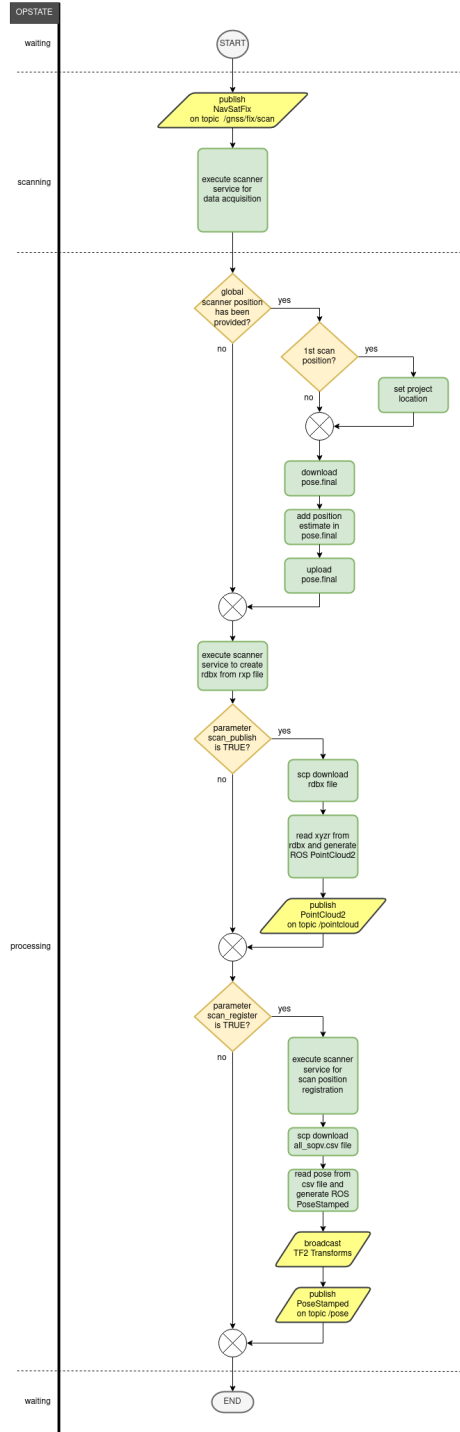 OPSTATE
waiting
START
publish
NavSatFix
on topic /gnss/fix/scan
scanning
execute scanner
service for
data acquisition
global
scanner position
has been
provided?
yes
no
1st scan
position?
yes
no
set project
location
download
pose.final
add position
estimate in
pose.final
upload
pose.final
execute scanner
service to create
rdbx from rxp file
parameter
scan_publish
is TRUE?
yes
no
scp download
rdbx file
read xyzr from
rdbx and generate
ROS PointCloud2
publish
PointCloud2
on topic /pointcloud
processing
parameter
scan_register
is TRUE?
yes
no
execute scanner
service for
scan position
registration
scp download
all_sopv.csv file
read pose from
csv file and
generate ROS
PoseStamped
broadcast
TF2 Transforms
publish
PoseStamped
on topic /pose
waiting
END